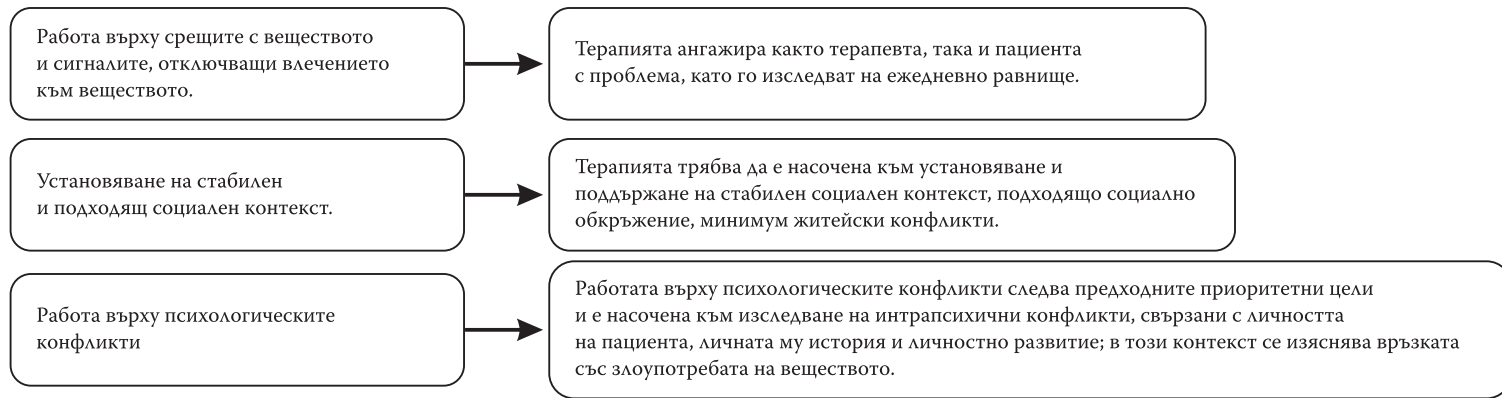 Работа върху срещите с веществото
и сигналите, отключващи влечението
към веществото.
Терапията ангажира както терапевта, така и пациента
с проблема, като го изследват на ежедневно равнище.
Установяване на стабилен
и подходящ социален контекст.
Терапията трябва да е насочена към установяване и
поддържане на стабилен социален контекст, подходящо социално
обкръжение, минимум житейски конфликти.
Работа върху психологическите
конфликти
Работата върху психологическите конфликти следва предходните приоритетни цели
и е насочена към изследване на интрапсихични конфликти, свързани с личността
на пациента, личната му история и личностно развитие; в този контекст се изяснява връзката
със злоупотребата на веществото.